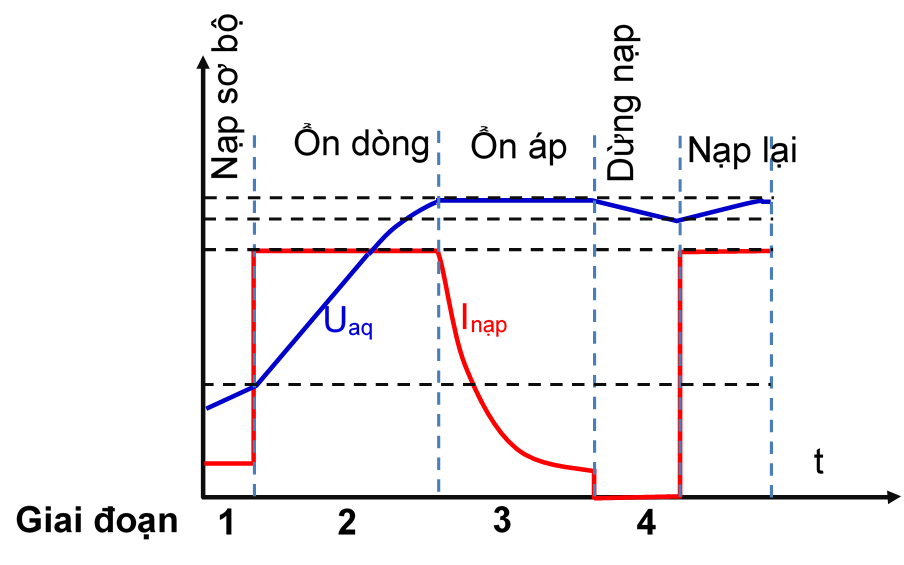 Nạp sơ bộ
Ổn dòng
Ổn áp
Dừng nạp
Nạp lại
Uaq
Inạp
t
Giai đoạn 1 2 3 4